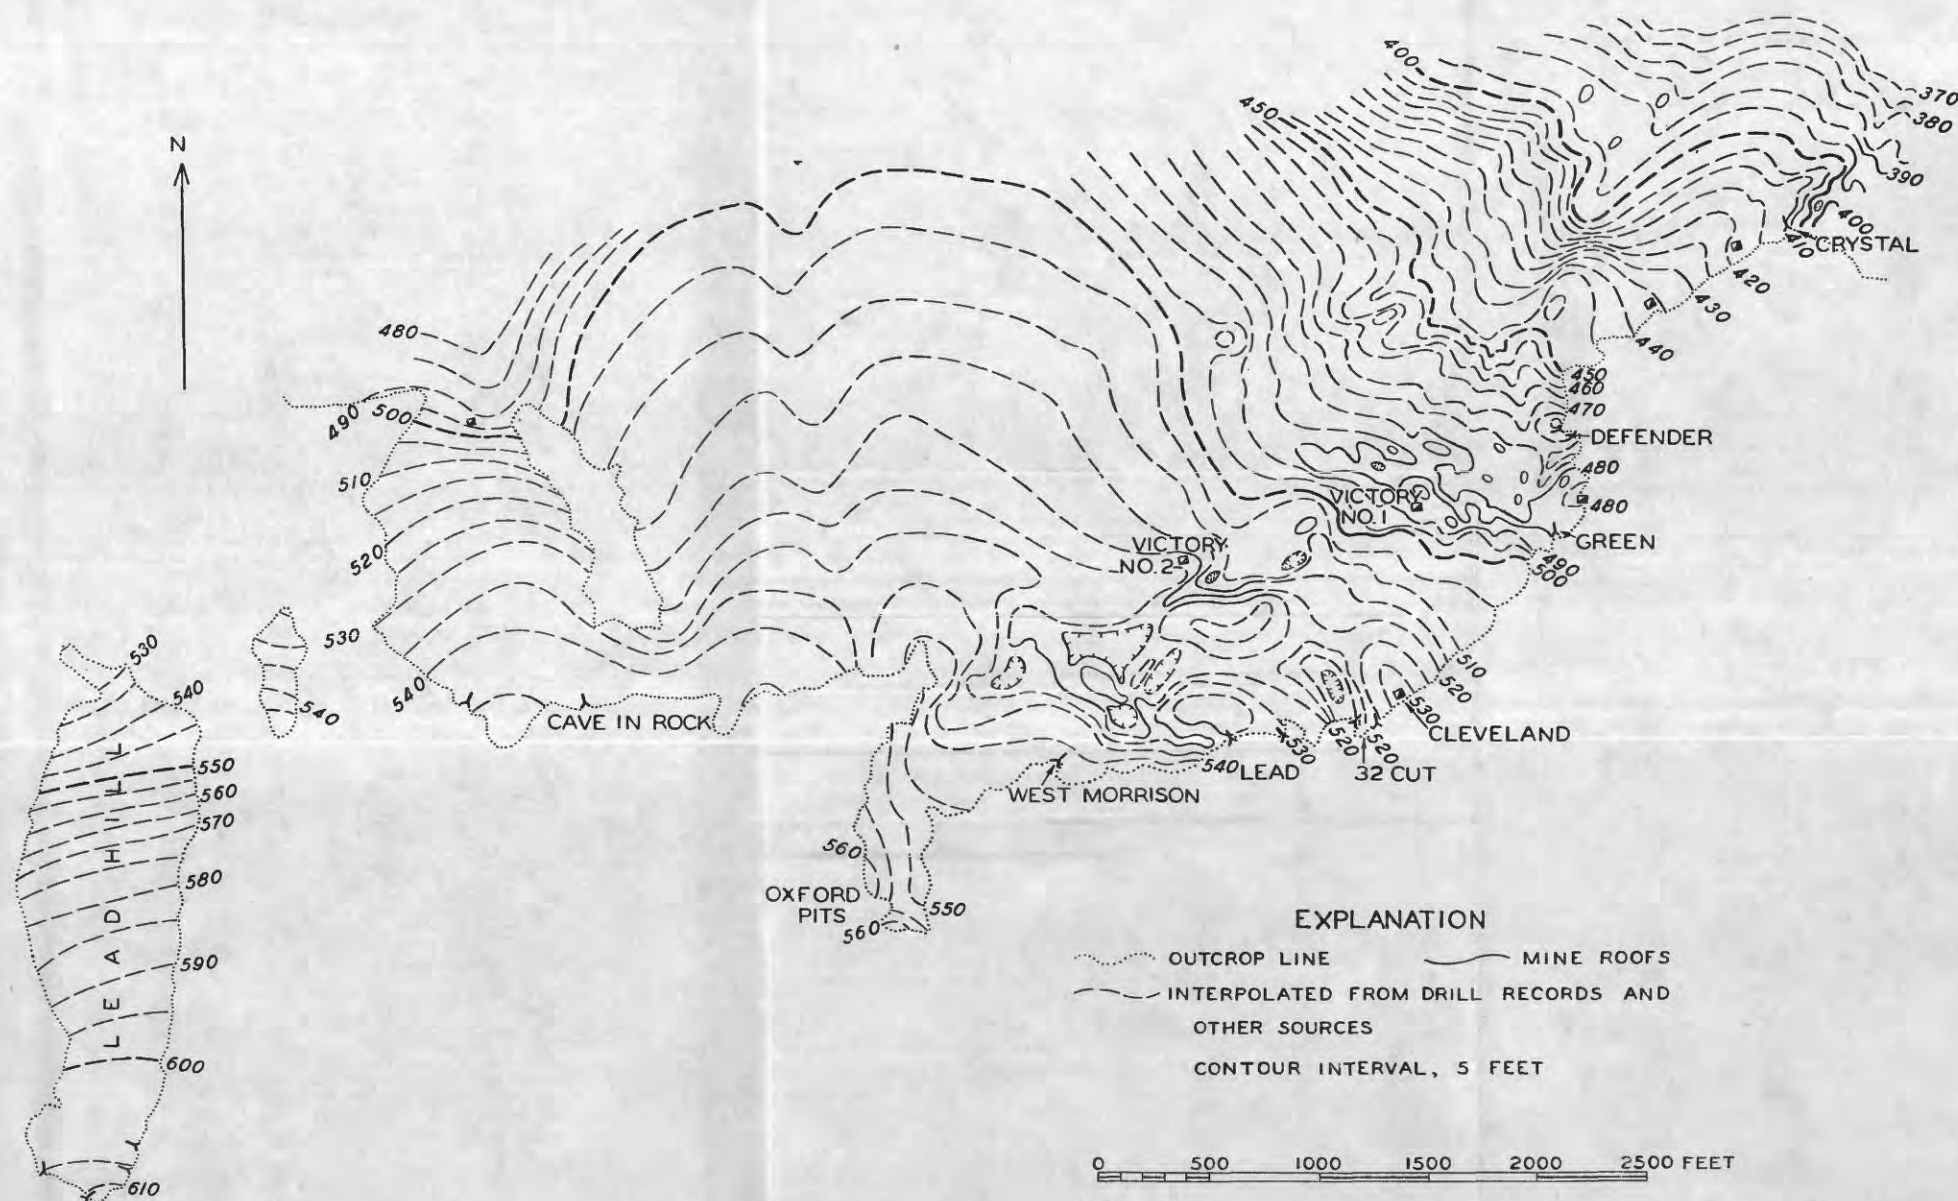 N
400
450
370
380
390
400
CRYSTAL
410
420
430
440
480
490
500
510
520
530
540
450
460
470
DEFENDER
480
480
VICTORY
NO. 1
GREEN
490
500
VICTORY
NO. 2
510
520
530
CLEVELAND
520
520
32 CUT
530
540
LEAD
WEST MORRISON
CAVE IN ROCK
530
540
540
550
560
570
580
590
600
610
LEAD HILL
560
OXFORD
PITS
550
560
EXPLANATION
OUTCROP LINE
MINE ROOFS
INTERPOLATED FROM DRILL RECORDS AND
OTHER SOURCES
CONTOUR INTERVAL, 5 FEET
0 500 1000 1500 2000 2500 FEET